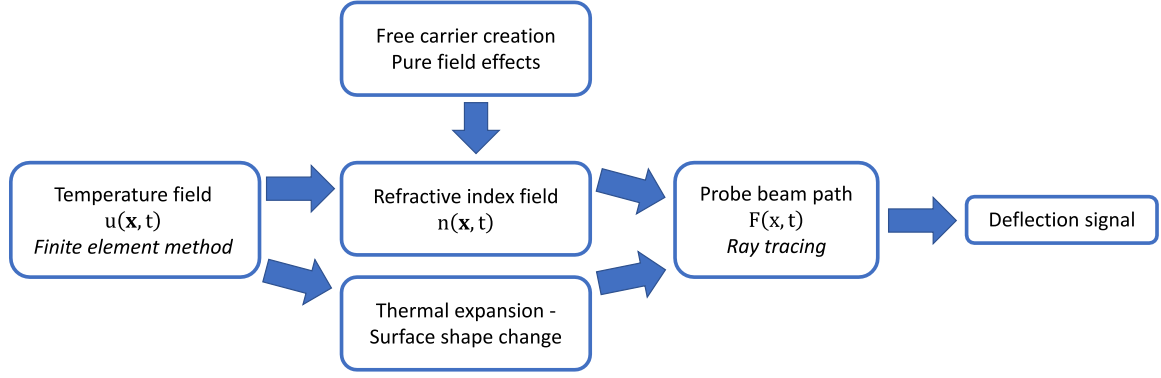 Free carrier creation
Pure field effects
Temperature field
u(x, t)
Finite element method
Refractive index field
n(x, t)
Thermal expansion -
Surface shape change
Probe beam path
F(x, t)
Ray tracing
Deflection signal